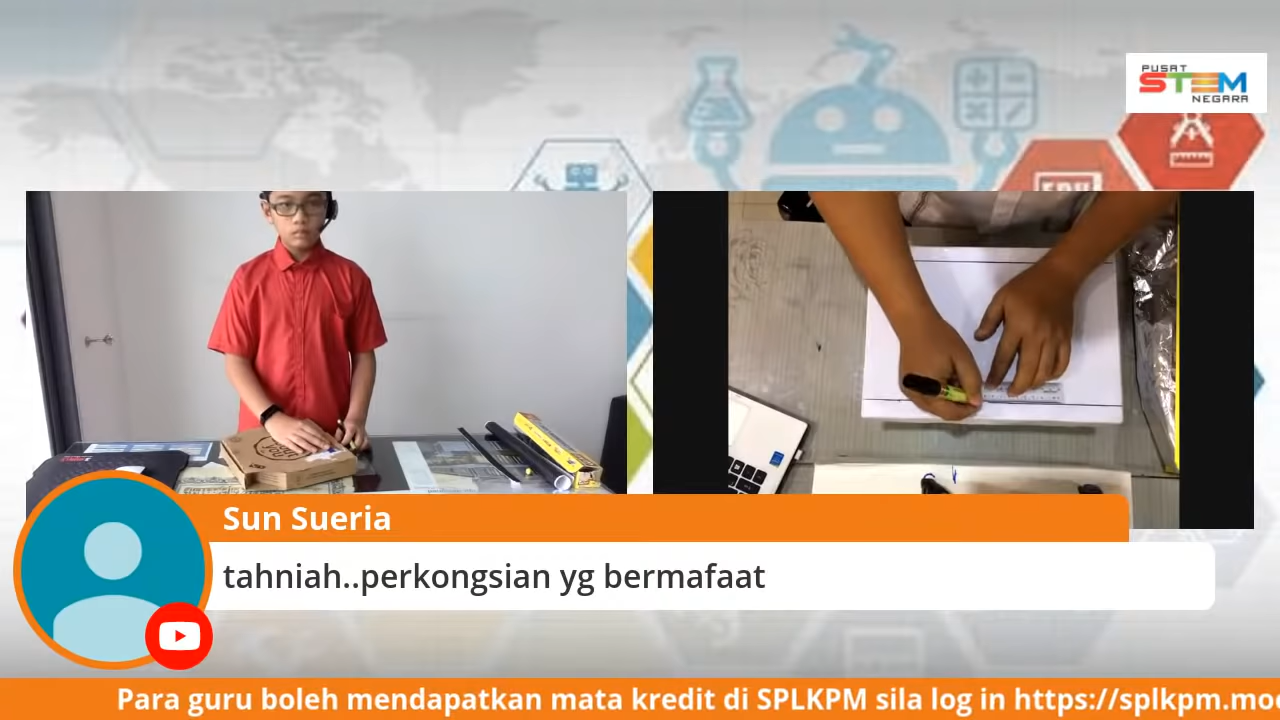 PUSAT
STEM
NEGARA
Sun Sueria
tahniah..perkongsian yg bermafaat
Para guru boleh mendapatkan mata kredit di SPLKPM sila log in https://splkpm.moe